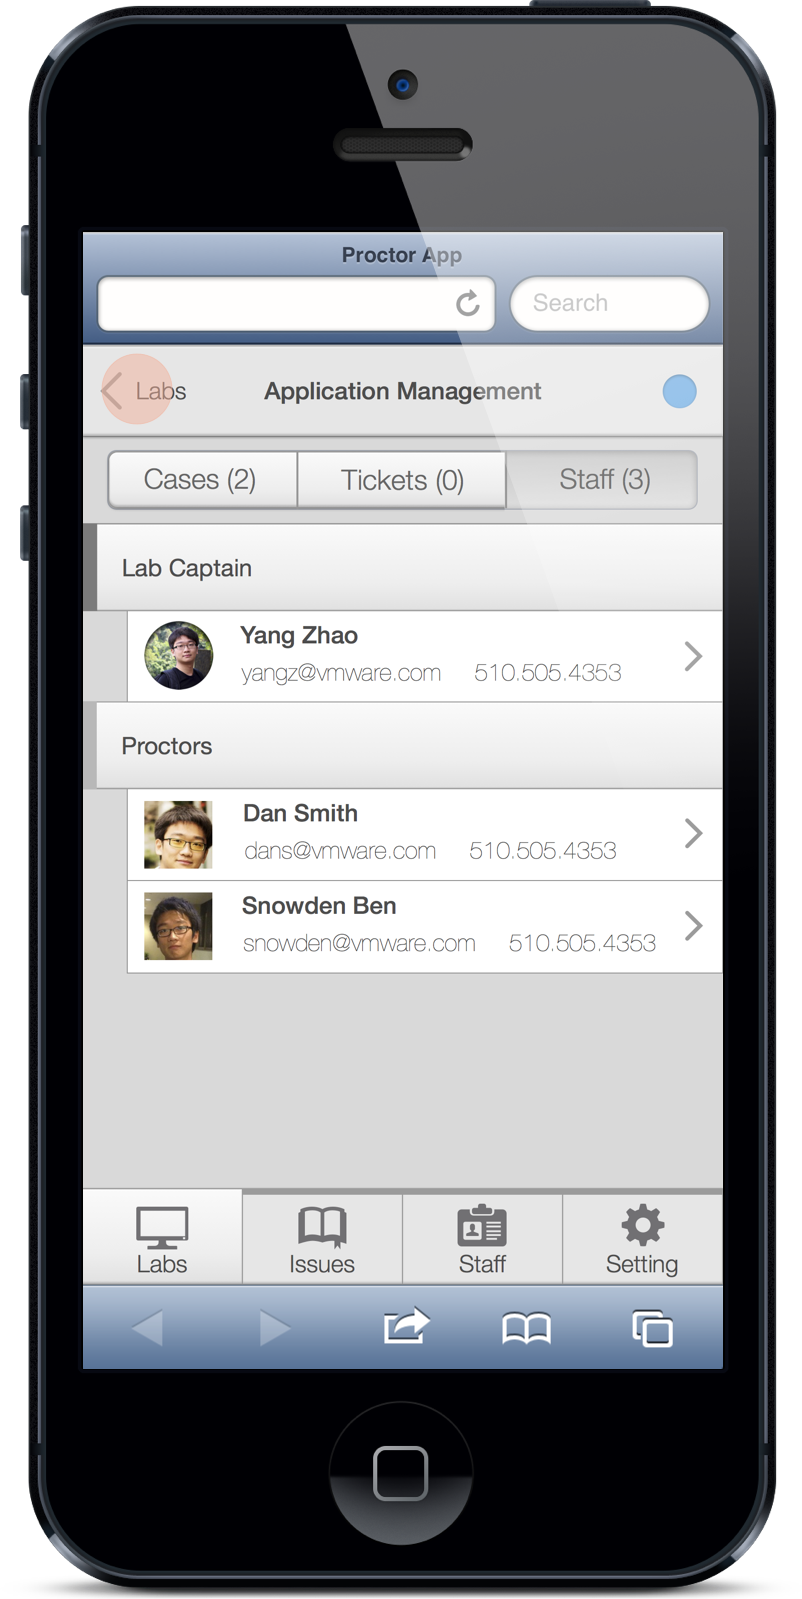 Proctor App
Search
Labs Application Management
Cases (2) Tickets (0) Staff (3)
Lab Captain
Yang Zhao
yangz@vmware.com 510.505.4353
Proctors
Dan Smith
dans@vmware.com 510.505.4353
Snowden Ben
snowden@vmware.com 510.505.4353
Labs Issues Staff Setting